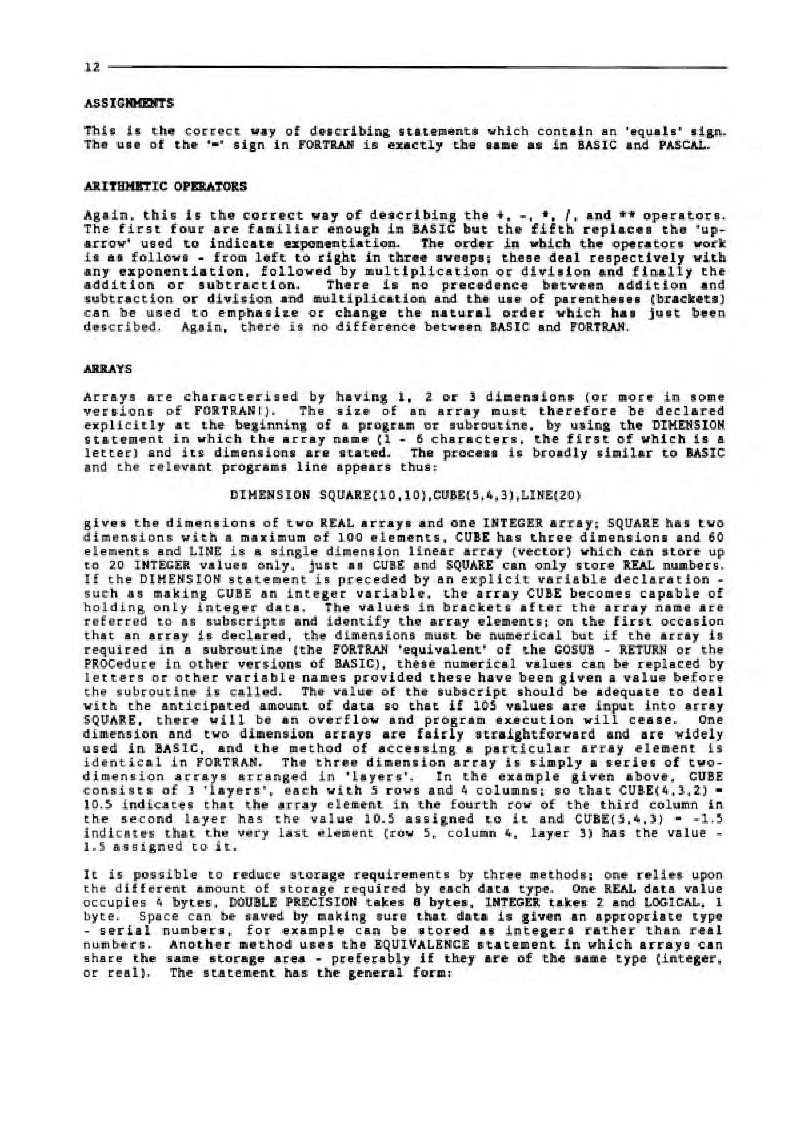 12
ASSIGNMENTS
This is the correct way of describing statements which contain an 'equals' sign.
The use of the '=' sign in FORTRAN is exactly the same as in BASIC and PASCAL.
ARITHMETIC OPERATORS
Again, this is the correct way of describing the +, -, *, /, and ** operators.
The first four are familiar enough in BASIC but the fifth replaces the 'up-
arrow' used to indicate exponentiation. The order in which the operators work
is as follows - from left to right in three sweeps; these deal respectively with
any exponentiation, followed by multiplication or division and finally the
addition or subtraction. There is no precedence between addition and
subtraction or division and multiplication and the use of parentheses (brackets)
can be used to emphasize or change the natural order which has just been
described. Again, there is no difference between BASIC and FORTRAN.
ARRAYS
Arrays are characterised by having 1, 2 or 3 dimensions (or more in some
versions of FORTRAN!). The size of an array must therefore be declared
explicitly at the beginning of a program or subroutine, by using the DIMENSION
statement in which the array name (1 - 6 characters, the first of which is a
letter) and its dimensions are stated. The process is broadly similar to BASIC
and the relevant programs line appears thus:
DIMENSION SQUARE(10,10),CUBE(5,4,3),LINE(20)
gives the dimensions of two REAL arrays and one INTEGER array; SQUARE has two
dimensions with a maximum of 100 elements, CUBE has three dimensions and 60
elements and LINE is a single dimension linear array (vector) which can store up
to 20 INTEGER values only, just as CUBE and SQUARE can only store REAL numbers.
If the DIMENSION statement is preceded by an explicit variable declaration -
such as making CUBE an integer variable, the array CUBE becomes capable of
holding only integer data. The values in brackets after the array name are
referred to as subscripts and identify the array elements; on the first occasion
that an array is declared, the dimensions must be numerical but if the array is
required in a subroutine (the FORTRAN 'equivalent' of the GOSUB - RETURN or the
PROCedure in other versions of BASIC), these numerical values can be replaced by
letters or other variable names provided these have been given a value before
the subroutine is called. The value of the subscript should be adequate to deal
with the anticipated amount of data so that if 105 values are input into array
SQUARE, there will be an overflow and program execution will cease. One
dimension and two dimension arrays are fairly straightforward and are widely
used in BASIC, and the method of accessing a particular array element is
identical in FORTRAN. The three dimension array is simply a series of two-
dimension arrays arranged in 'layers'. In the example given above, CUBE
consists of 3 'layers', each with 5 rows and 4 columns; so that CUBE(4,3,2) =
10.5 indicates that the array element in the fourth row of the third column in
the second layer has the value 10.5 assigned to it and CUBE(5,4,3) = -1.5
indicates that the very last element (row 5, column 4, layer 3) has the value -
1.5 assigned to it.
It is possible to reduce storage requirements by three methods; one relies upon
the different amount of storage required by each data type. One REAL data value
occupies 4 bytes, DOUBLE PRECISION takes 8 bytes, INTEGER takes 2 and LOGICAL, 1
byte. Space can be saved by making sure that data is given an appropriate type
- serial numbers, for example can be stored as integers rather than real
numbers. Another method uses the EQUIVALENCE statement in which arrays can
share the same storage area - preferably if they are of the same type (integer,
or real). The statement has the general form: